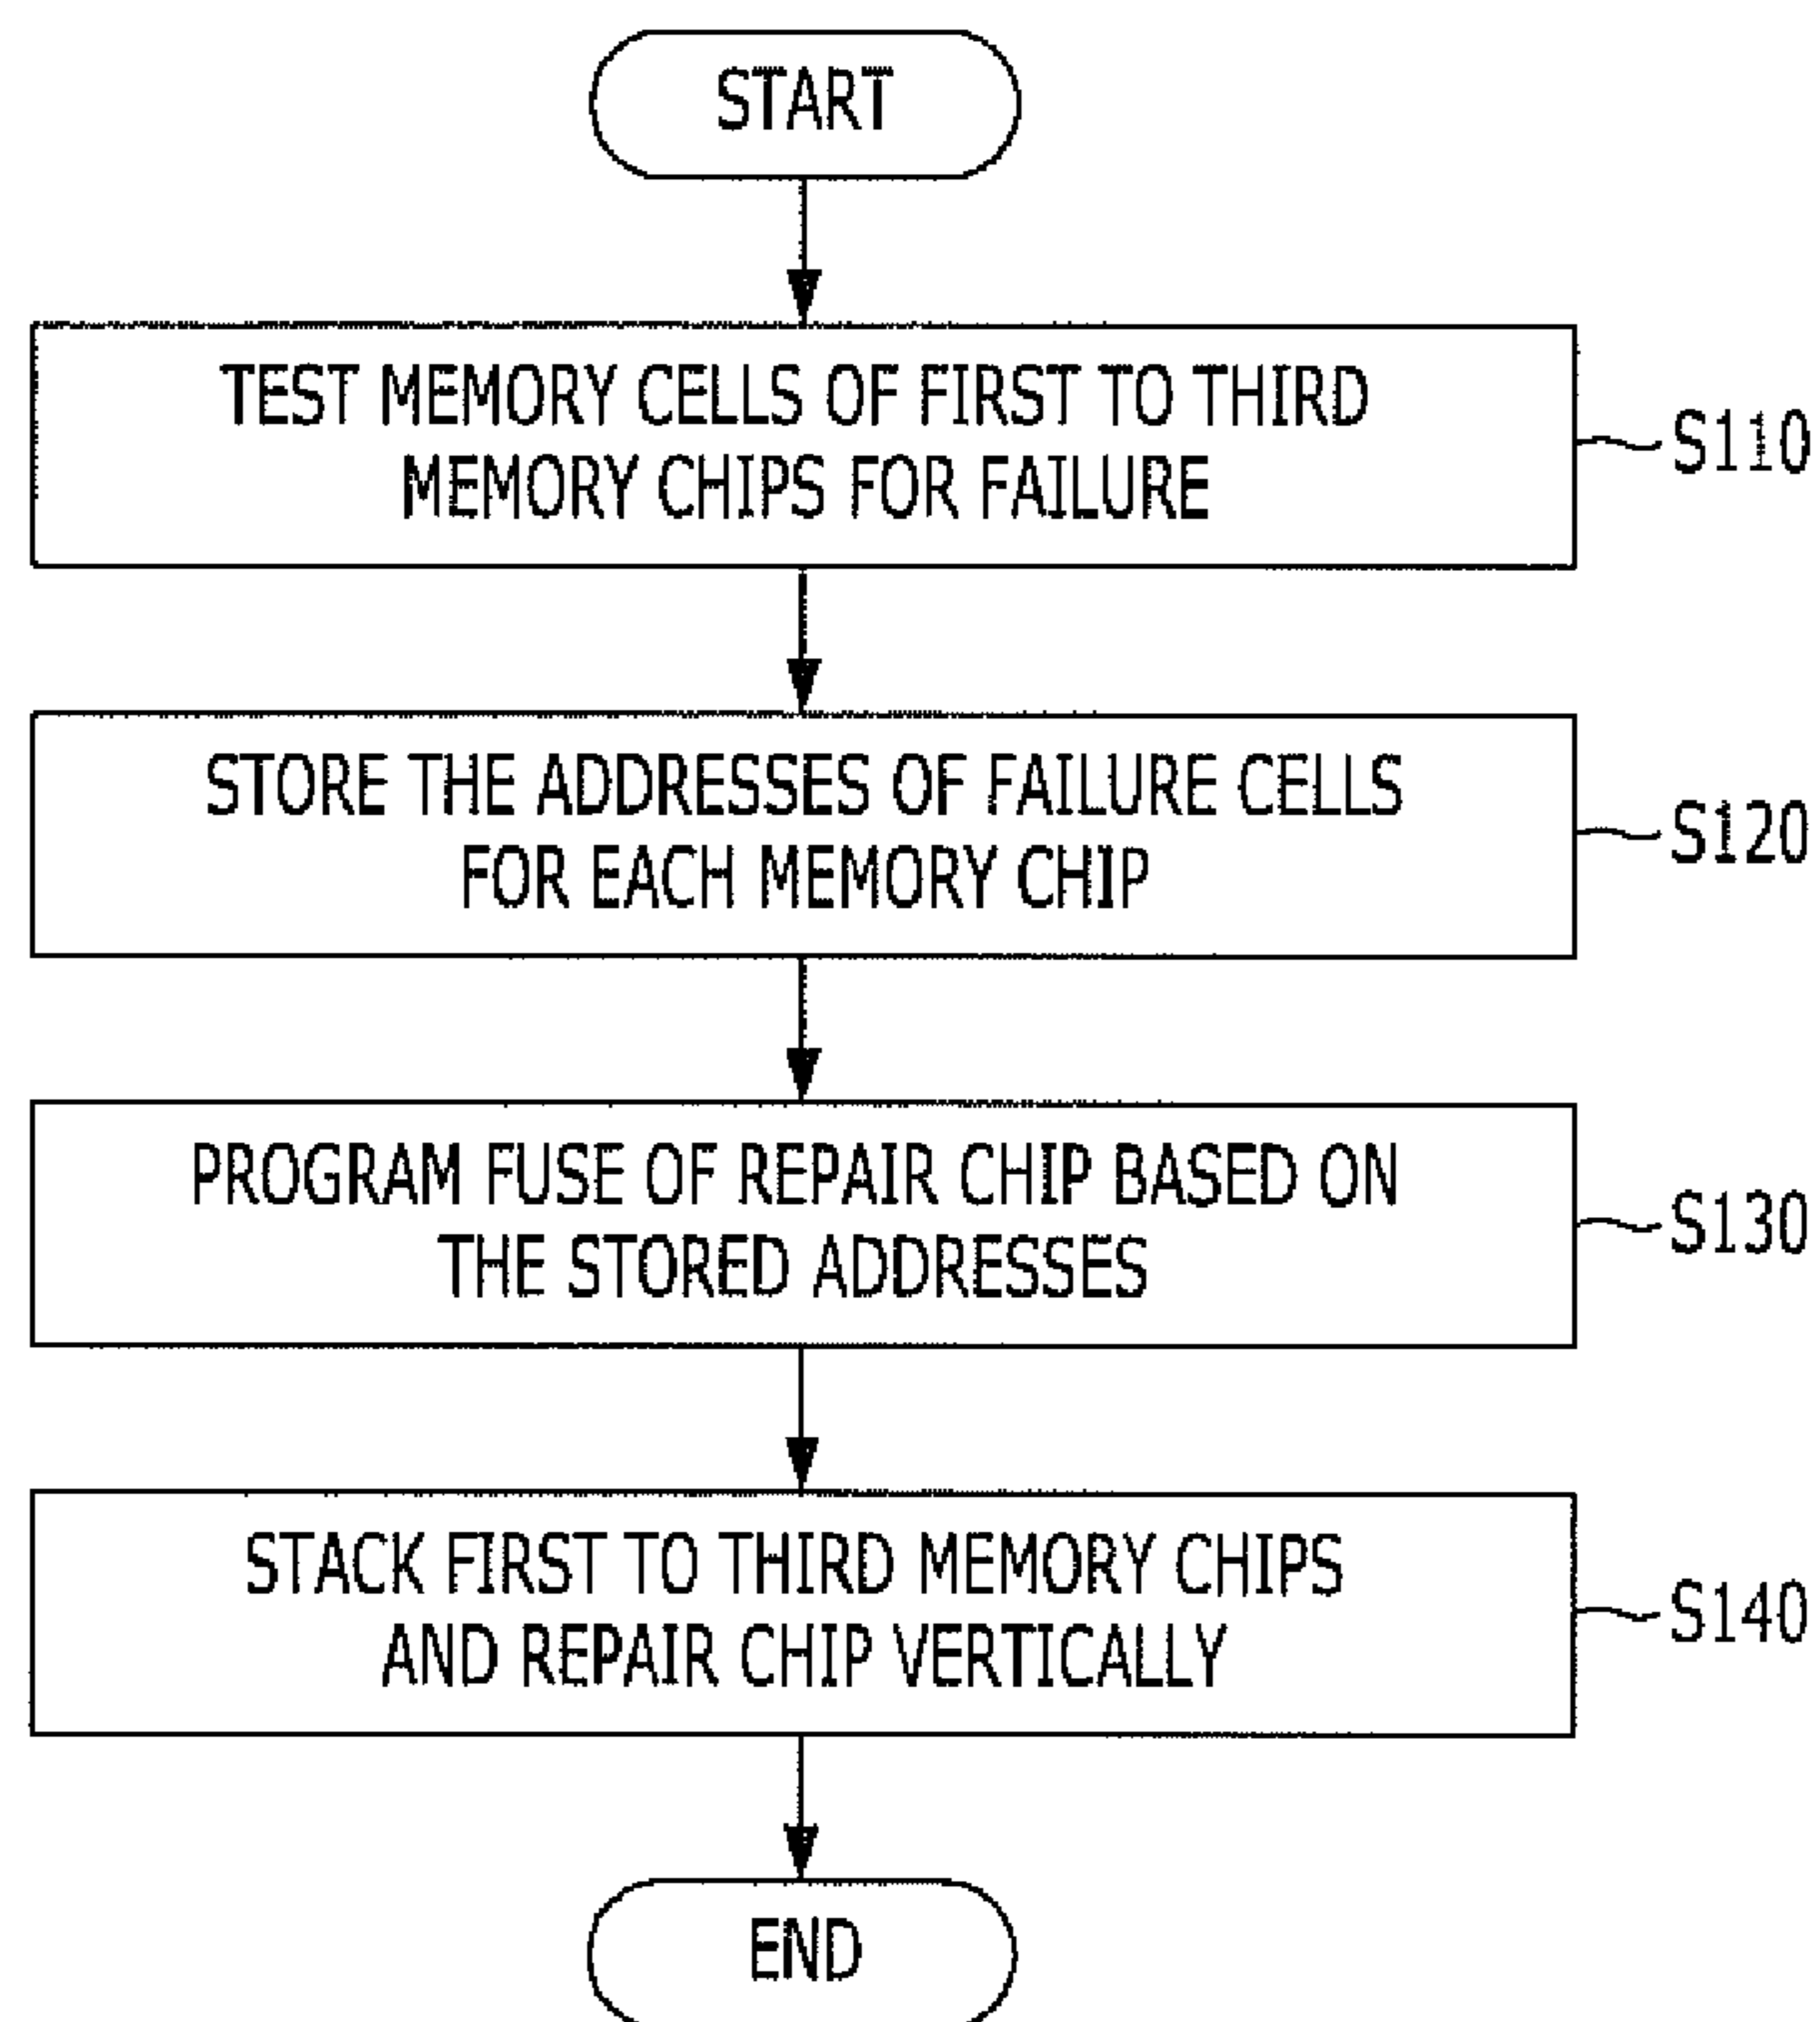 START
TEST MEMORY CELLS OF FIRST TO THIRD
MEMORY CHIPS FOR FAILURE
S110
STORE THE ADDRESSES OF FAILURE CELLS
FOR EACH MEMORY CHIP
S120
PROGRAM FUSE OF REPAIR CHIP BASED ON
THE STORED ADDRESSES
S130
STACK FIRST TO THIRD MEMORY CHIPS
AND REPAIR CHIP VERTICALLY
S140
END